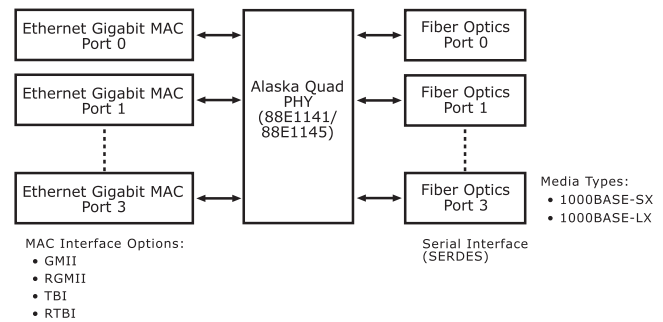 Ethernet Gigabit MAC
Port 0
Fiber Optics
Port 0
Ethernet Gigabit MAC
Port 1
Alaska Quad
PHY
(88E1141/
88E1145)
Fiber Optics
Port 1
Ethernet Gigabit MAC
Port 3
Fiber Optics
Port 3
Media Types:
• 1000BASE-SX
• 1000BASE-LX
MAC Interface Options:
• GMII
• RGMII
• TBI
• RTBI
Serial Interface
(SERDES)